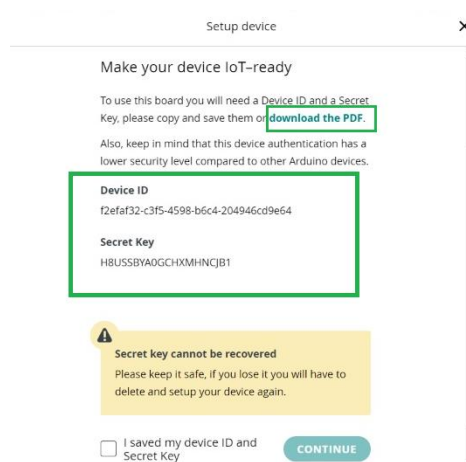 Setup device
Make your device IoT-ready
To use this board you will need a Device ID and a Secret
Key, please copy and save them or download the PDF.
Also, keep in mind that this device authentication has a
lower security level compared to other Arduino devices.
Device ID
f2efaf32-c3f5-4598-b6c4-204946cd9e64
Secret Key
H8USSBYA0GCHXMHNCJB1
Secret key cannot be recovered
Please keep it safe, if you lose it you will have to
delete and setup your device again.
I saved my device ID and
Secret Key
CONTINUE